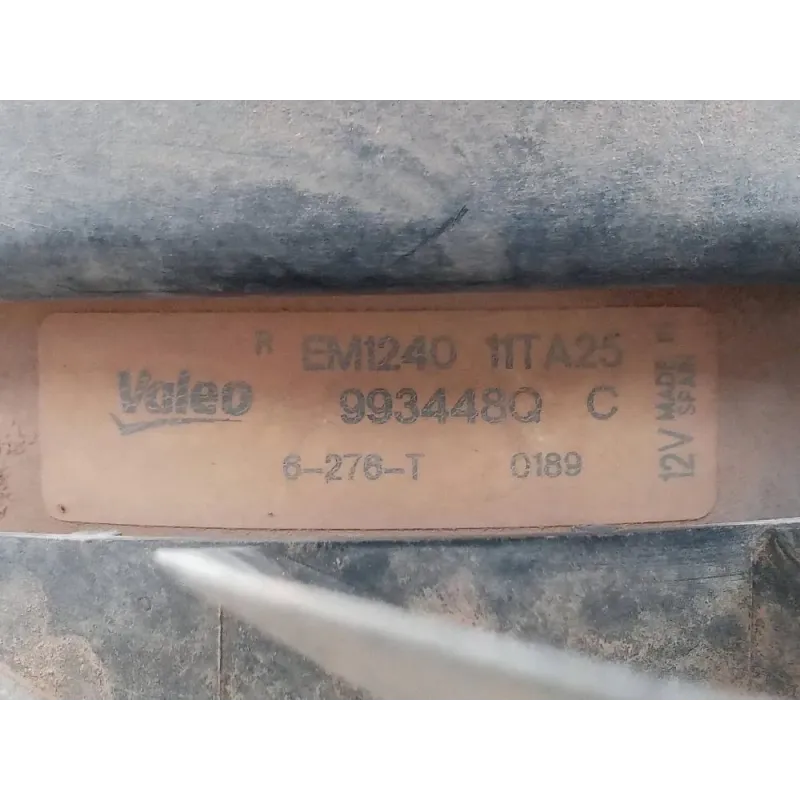 R EM1240 11TA25
Valeo 993448Q C
6-276-T 0189
12V MADE IN
SPAIN